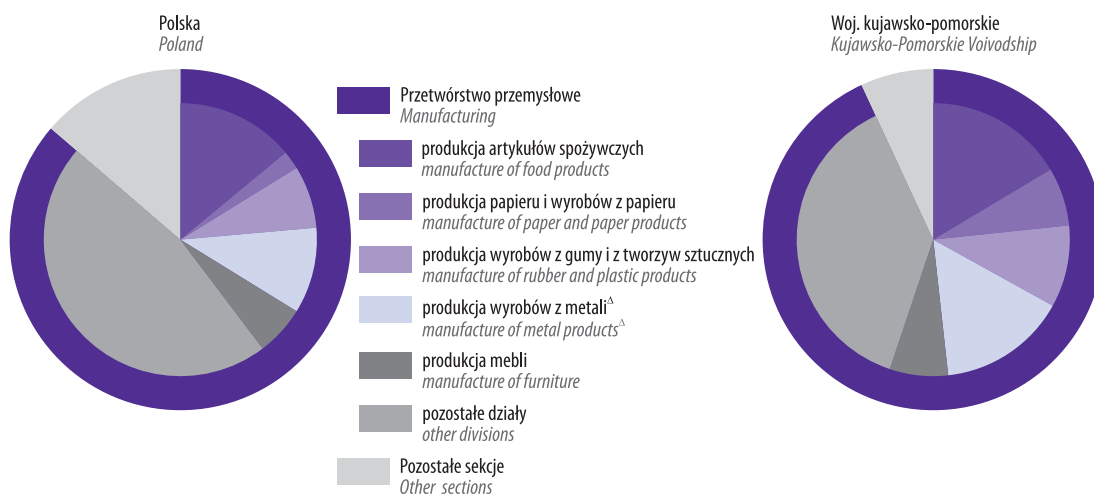 Polska
Poland
Woj. kujawsko-pomorskie
Kujawsko-Pomorskie Voivodship
Przetwórstwo przemysłowe
Manufacturing
produkcja artykułów spożywczych
manufacture of food products
produkcja papieru i wyrobów z papieru
manufacture of paper and paper products
produkcja wyrobów z gumy i z tworzyw sztucznych
manufacture of rubber and plastic products
produkcja wyrobów z metali∆
manufacture of metal products∆
produkcja mebli
manufacture of furniture
pozostałe działy
other divisions
Pozostałe sekcje
Other sections